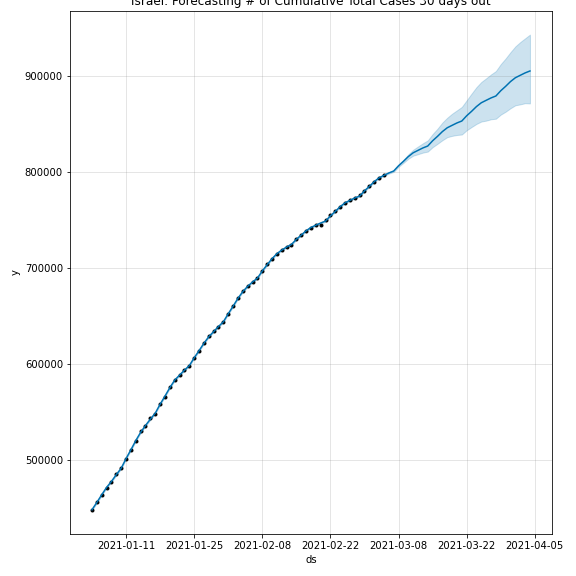 Israel: Forecasting # of Cumulative Total Cases 30 days out
900000
800000
y
700000
600000
500000
2021-01-11 2021-01-25 2021-02-08 2021-02-22 2021-03-08 2021-03-22 2021-04-05
ds